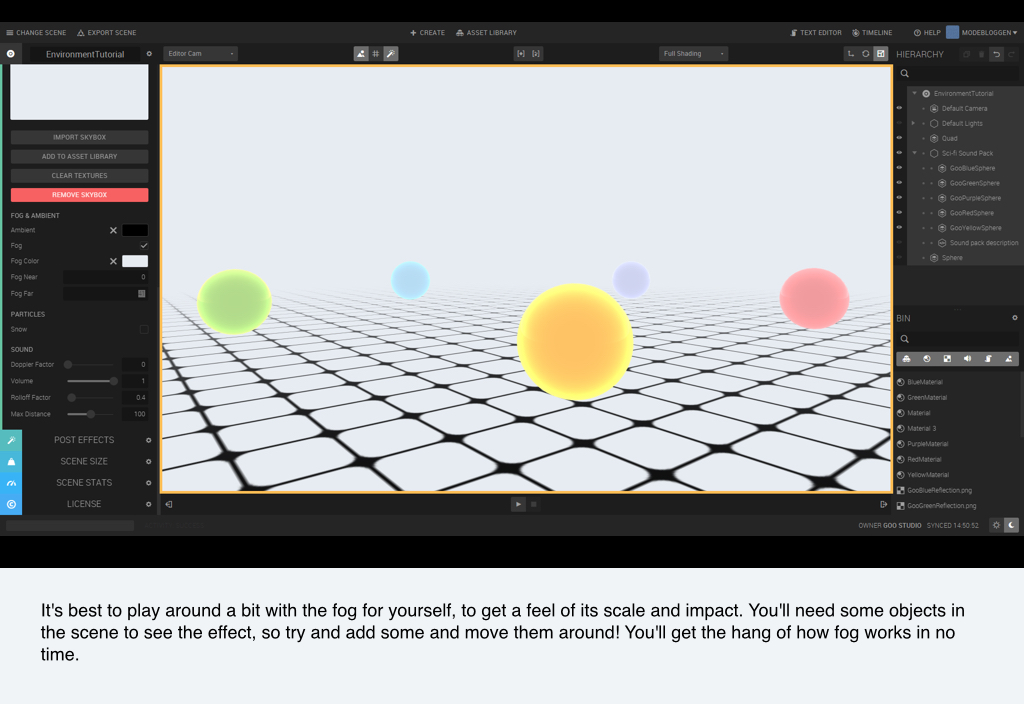 CHANGE SCENE EXPORT SCENE CREATE ASSET LIBRARY TEXT EDITOR TIMELINE HELP MODEBLOGGEN
EnvironmentTutorial Editor Cam Full Shading HIERARCHY
IMPORT SKYBOX
ADD TO ASSET LIBRARY
CLEAR TEXTURES
REMOVE SKYBOX
FOG & AMBIENT
Ambient
Fog
Fog Color
Fog Near 0
Fog Far
PARTICLES
Snow
SOUND
Doppler Factor 0
Volume 1
Rolloff Factor 0.4
Max Distance 100
POST EFFECTS
SCENE SIZE
SCENE STATS
LICENSE
EnvironmentTutorial
Default Camera
Default Lights
Quad
Sci-fi Sound Pack
GooBlueSphere
GooGreenSphere
GooPurpleSphere
GooRedSphere
GooYellowSphere
Sound pack description
Sphere
BIN
BlueMaterial
GreenMaterial
Material
Material 3
PurpleMaterial
RedMaterial
YellowMaterial
GooBlueReflection.png
GooGreenReflection.png
OWNER GOO STUDIO SYNCED 14:50:52
It's best to play around a bit with the fog for yourself, to get a feel of its scale and impact. You'll need some objects in
the scene to see the effect, so try and add some and move them around! You'll get the hang of how fog works in no
time.